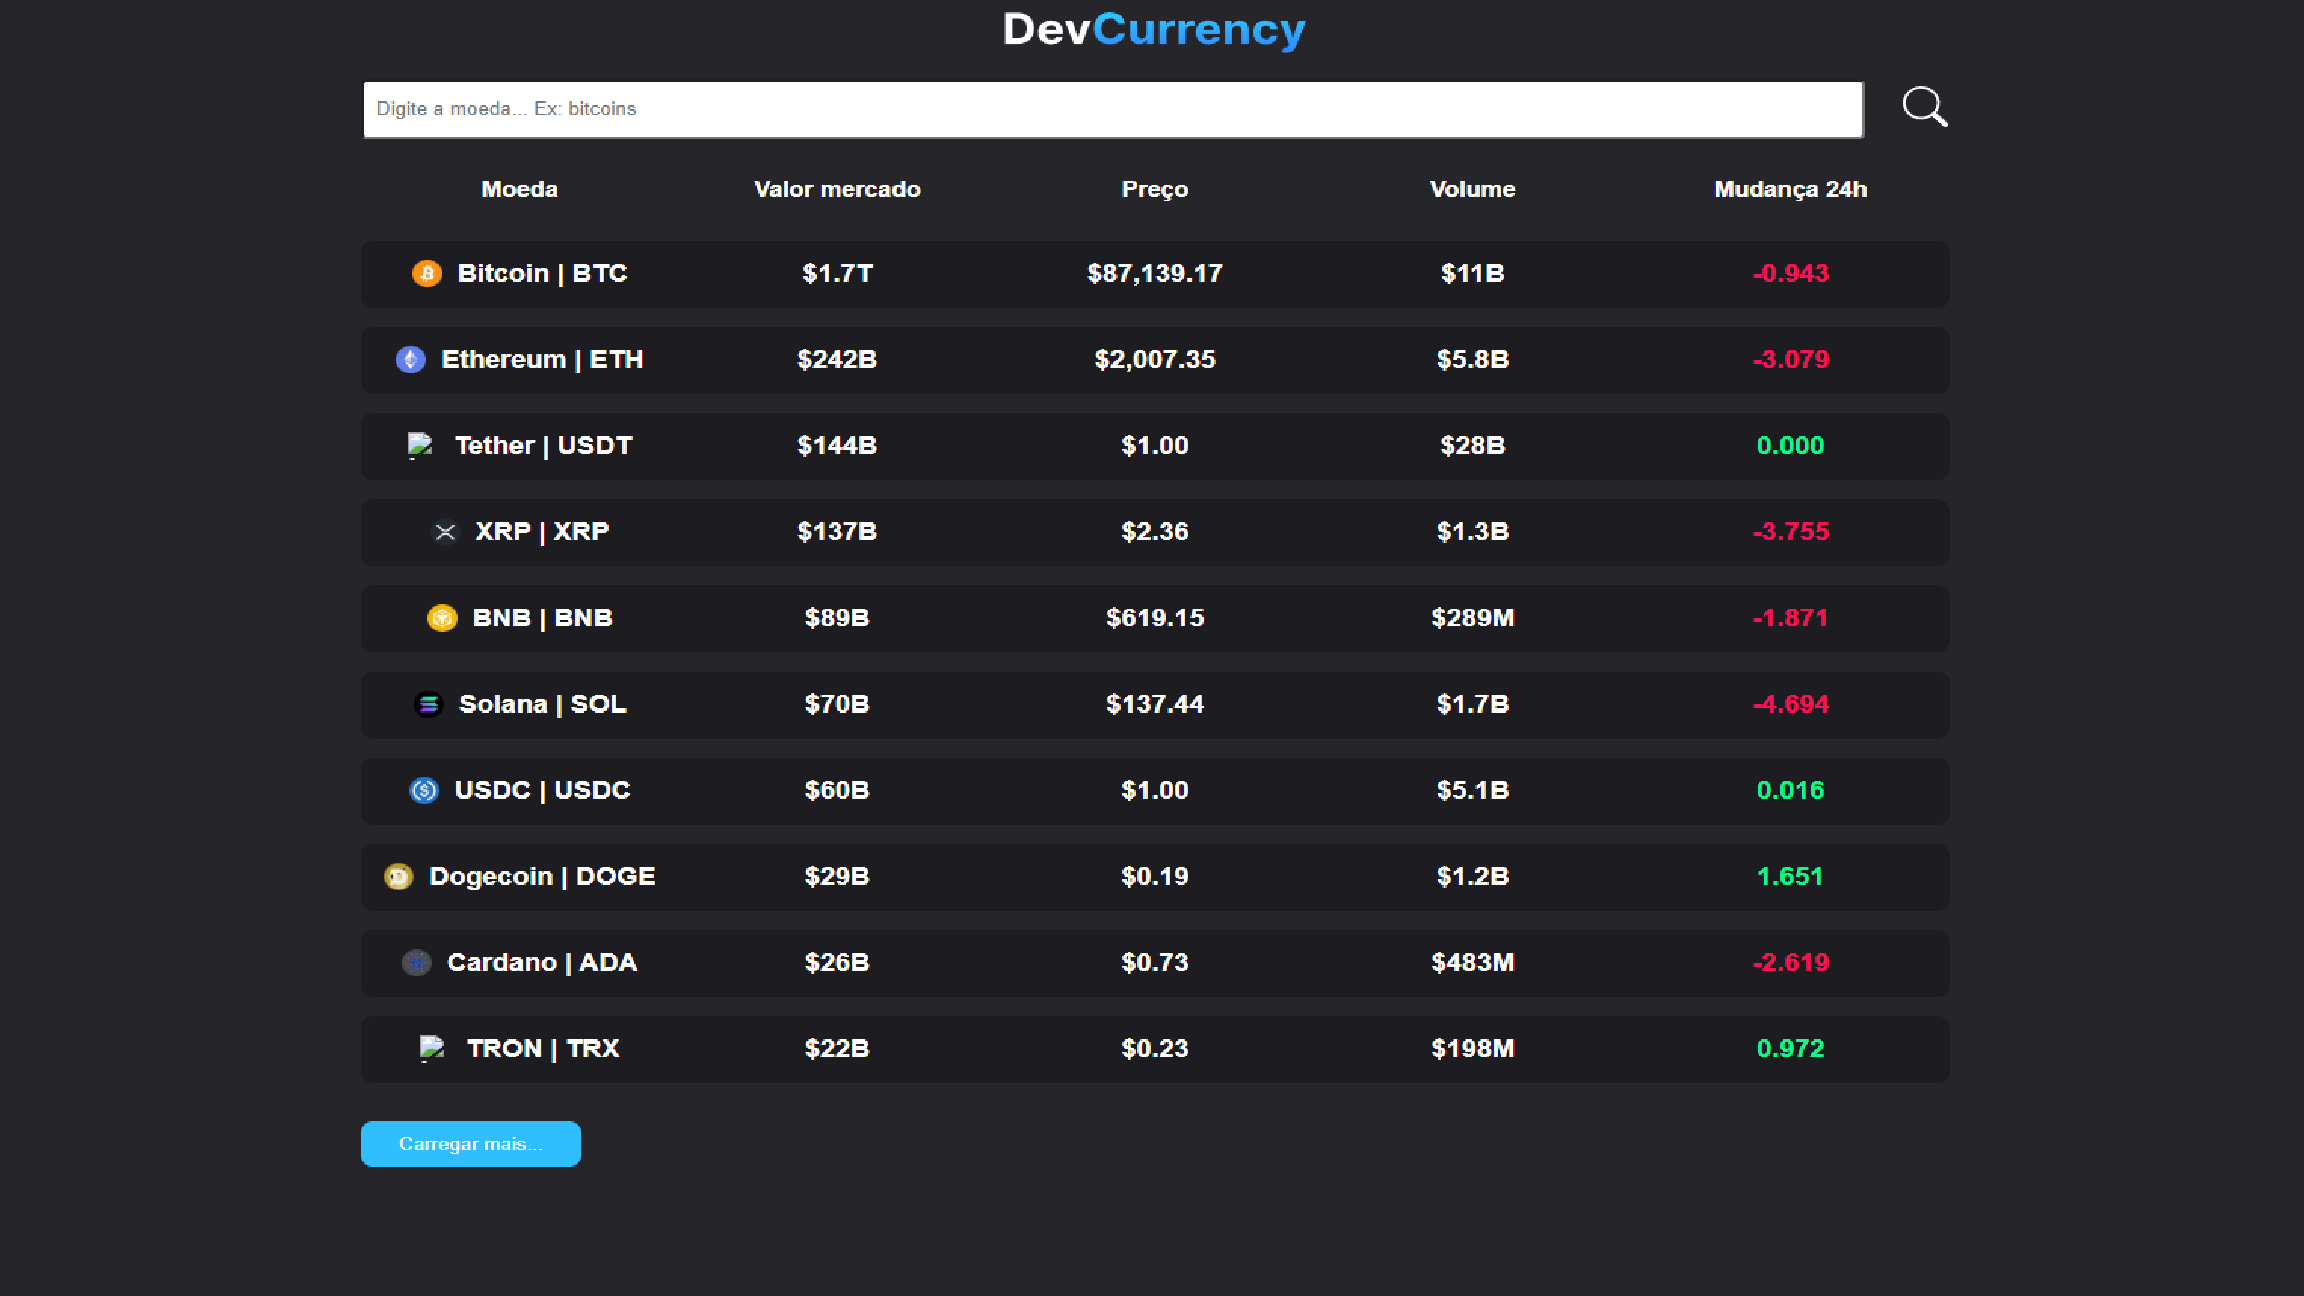 DevCurrency
Digite a moeda... Ex: bitcoins
Moeda Valor mercado Preço Volume Mudança 24h
Bitcoin | BTC $1.7T $87,139.17 $11B -0.943
Ethereum | ETH $242B $2,007.35 $5.8B -3.079
Tether | USDT $144B $1.00 $28B 0.000
XRP | XRP $137B $2.36 $1.3B -3.755
BNB | BNB $89B $619.15 $289M -1.871
Solana | SOL $70B $137.44 $1.7B -4.694
USDC | USDC $60B $1.00 $5.1B 0.016
Dogecoin | DOGE $29B $0.19 $1.2B 1.651
Cardano | ADA $26B $0.73 $483M -2.619
TRON | TRX $22B $0.23 $198M 0.972
Carregar mais...